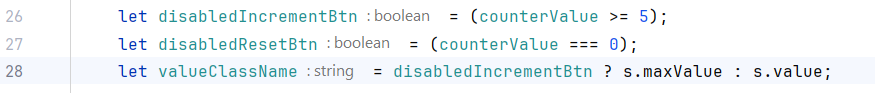 26 let disabledIncrementBtn : boolean = (counterValue >= 5);
27 let disabledResetBtn : boolean = (counterValue === 0);
28 let valueClassName : string = disabledIncrementBtn ? s.maxValue : s.value;